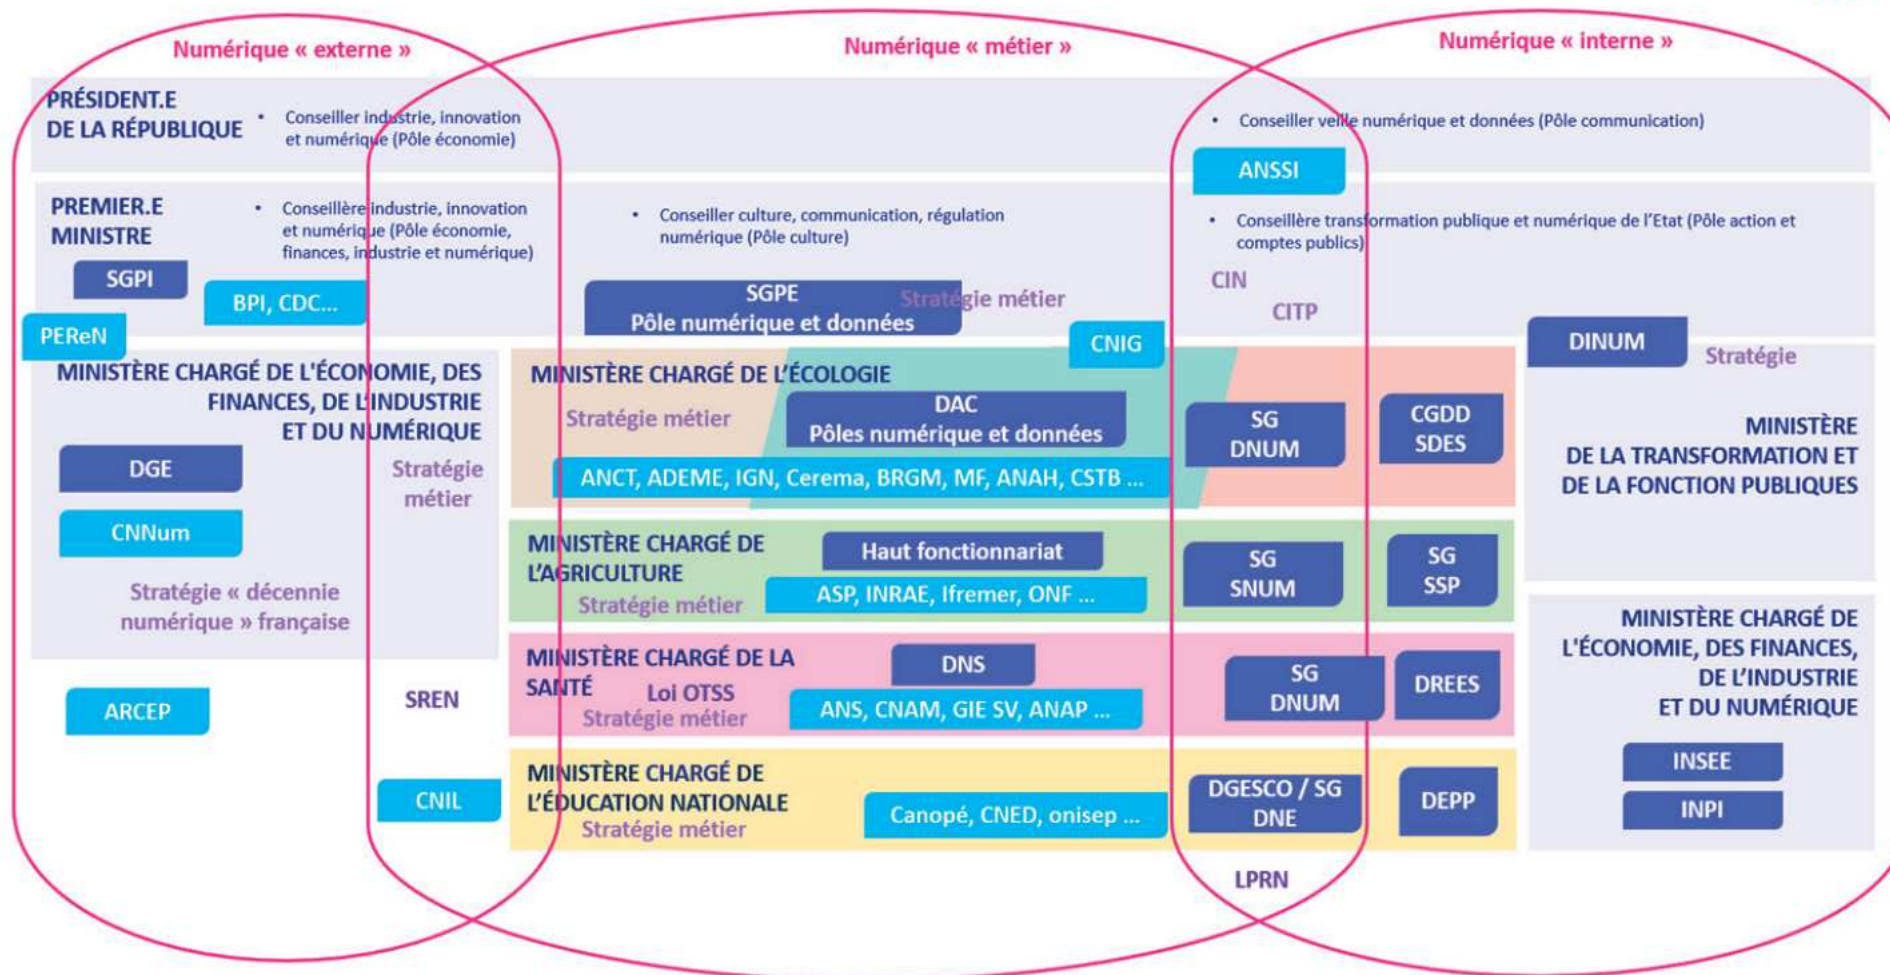 Numérique « externe »
Numérique « métier »
Numérique « interne »
PRÉSIDENT.E
DE LA RÉPUBLIQUE
• Conseiller industrie, innovation
et numérique (Pôle économie)
• Conseiller veille numérique et données (Pôle communication)
ANSSI
PREMIER.E
MINISTRE
• Conseillère industrie, innovation
et numérique (Pôle économie,
finances, industrie et numérique)
• Conseiller culture, communication, régulation
numérique (Pôle culture)
• Conseillère transformation publique et numérique de l'Etat (Pôle action et
comptes publics)
SGPI
BPI, CDC...
PEReN
SGPE
Pôle numérique et données
Stratégie métier
CIN
CITP
CNIG
DINUM
Stratégie
MINISTÈRE CHARGÉ DE L'ÉCONOMIE, DES
FINANCES, DE L'INDUSTRIE
ET DU NUMÉRIQUE
DGE
Stratégie
métier
CNNum
Stratégie « décennie
numérique » française
ARCEP
SREN
CNIL
MINISTÈRE CHARGÉ DE L'ÉCOLOGIE
Stratégie métier
DAC
Pôles numérique et données
ANCT, ADEME, IGN, Cerema, BRGM, MF, ANAH, CSTB ...
SG
DNUM
CGDD
SDES
MINISTÈRE CHARGÉ DE
L'AGRICULTURE
Stratégie métier
Haut fonctionnariat
ASP, INRAE, Ifremer, ONF ...
SG
SNUM
SG
SSP
MINISTÈRE CHARGÉ DE LA
SANTÉ
Loi OTSS
Stratégie métier
DNS
ANS, CNAM, GIE SV, ANAP ...
SG
DNUM
DREES
MINISTÈRE CHARGÉ DE
L'ÉDUCATION NATIONALE
Stratégie métier
Canopé, CNED, onisep ...
DGESCO / SG
DNE
DEPP
LPRN
MINISTÈRE
DE LA TRANSFORMATION ET
DE LA FONCTION PUBLIQUES
MINISTÈRE CHARGÉ DE
L'ÉCONOMIE, DES FINANCES,
DE L'INDUSTRIE
ET DU NUMÉRIQUE
INSEE
INPI